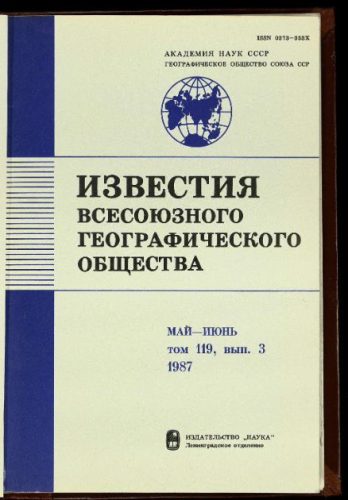 ISSN 0373-353X
АКАДЕМИЯ НАУК СССР
ГЕОГРАФИЧЕСКОЕ ОБЩЕСТВО СОЮЗА ССР
ИЗВЕСТИЯ
ВСЕСОЮЗНОГО
ГЕОГРАФИЧЕСКОГО
ОБЩЕСТВА
МАЙ—ИЮНЬ
том 119, вып. 3
1987
ИЗДАТЕЛЬСТВО „НАУКА"
Ленинградское отделение